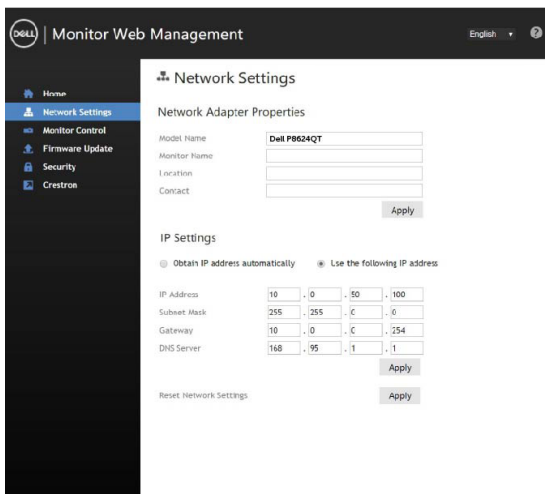 DELL | Monitor Web Management
English
?
Home
Network Settings
Monitor Control
Firmware Update
Security
Crestron
Network Settings
Network Adapter Properties
Model Name Dell P8624QT
Monitor Name
Location
Contact
Apply
IP Settings
Obtain IP address automatically Use the following IP address
IP Address 10 . 0 . 50 . 100
Subnet Mask 255 . 255 . 0 . 0
Gateway 10 . 0 . 0 . 254
DNS Server 168 . 95 . 1 . 1
Apply
Reset Network Settings Apply